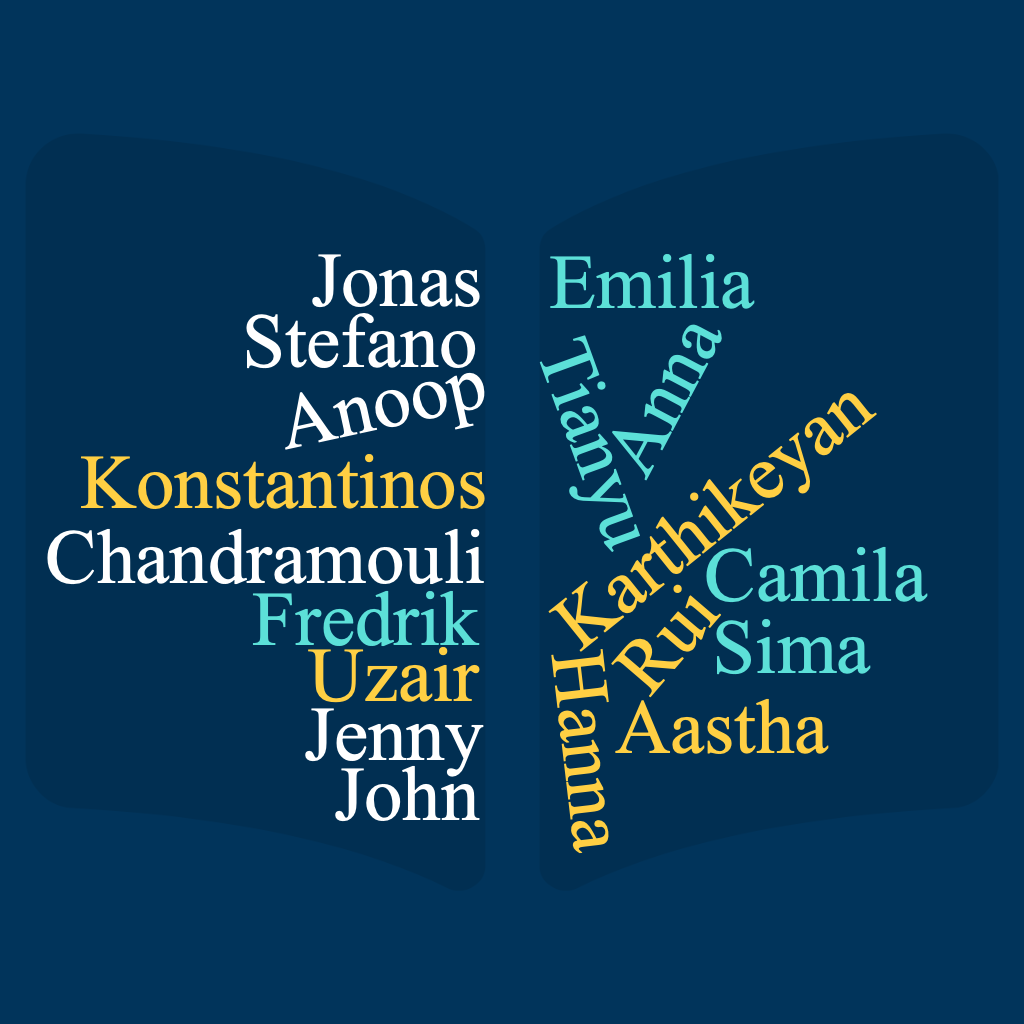 Jonas
Stefano
Anoop
Konstantinos
Chandramouli
Fredrik
Uzair
Jenny
John
Emilia
Anna
Tianyu
Karthikeyan
Camila
Rui
Sima
Hanna
Aastha